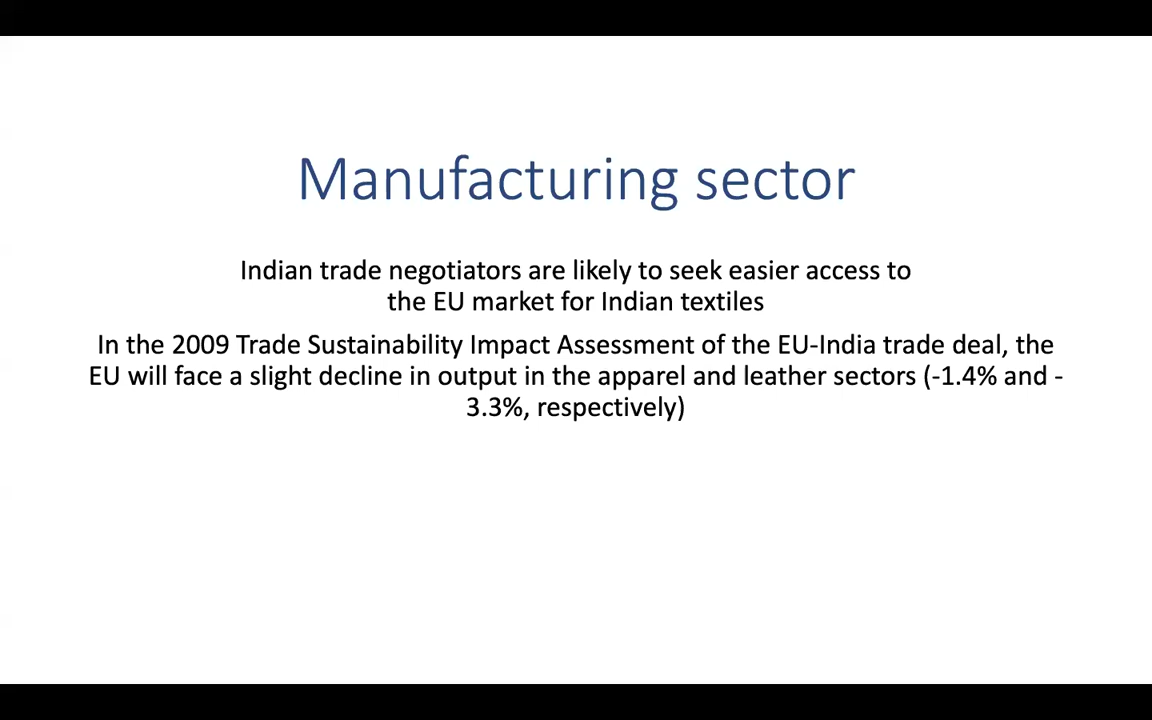 Manufacturing sector
Indian trade negotiators are likely to seek easier access to
the EU market for Indian textiles
In the 2009 Trade Sustainability Impact Assessment of the EU-India trade deal, the
EU will face a slight decline in output in the apparel and leather sectors (-1.4% and -
3.3%, respectively)